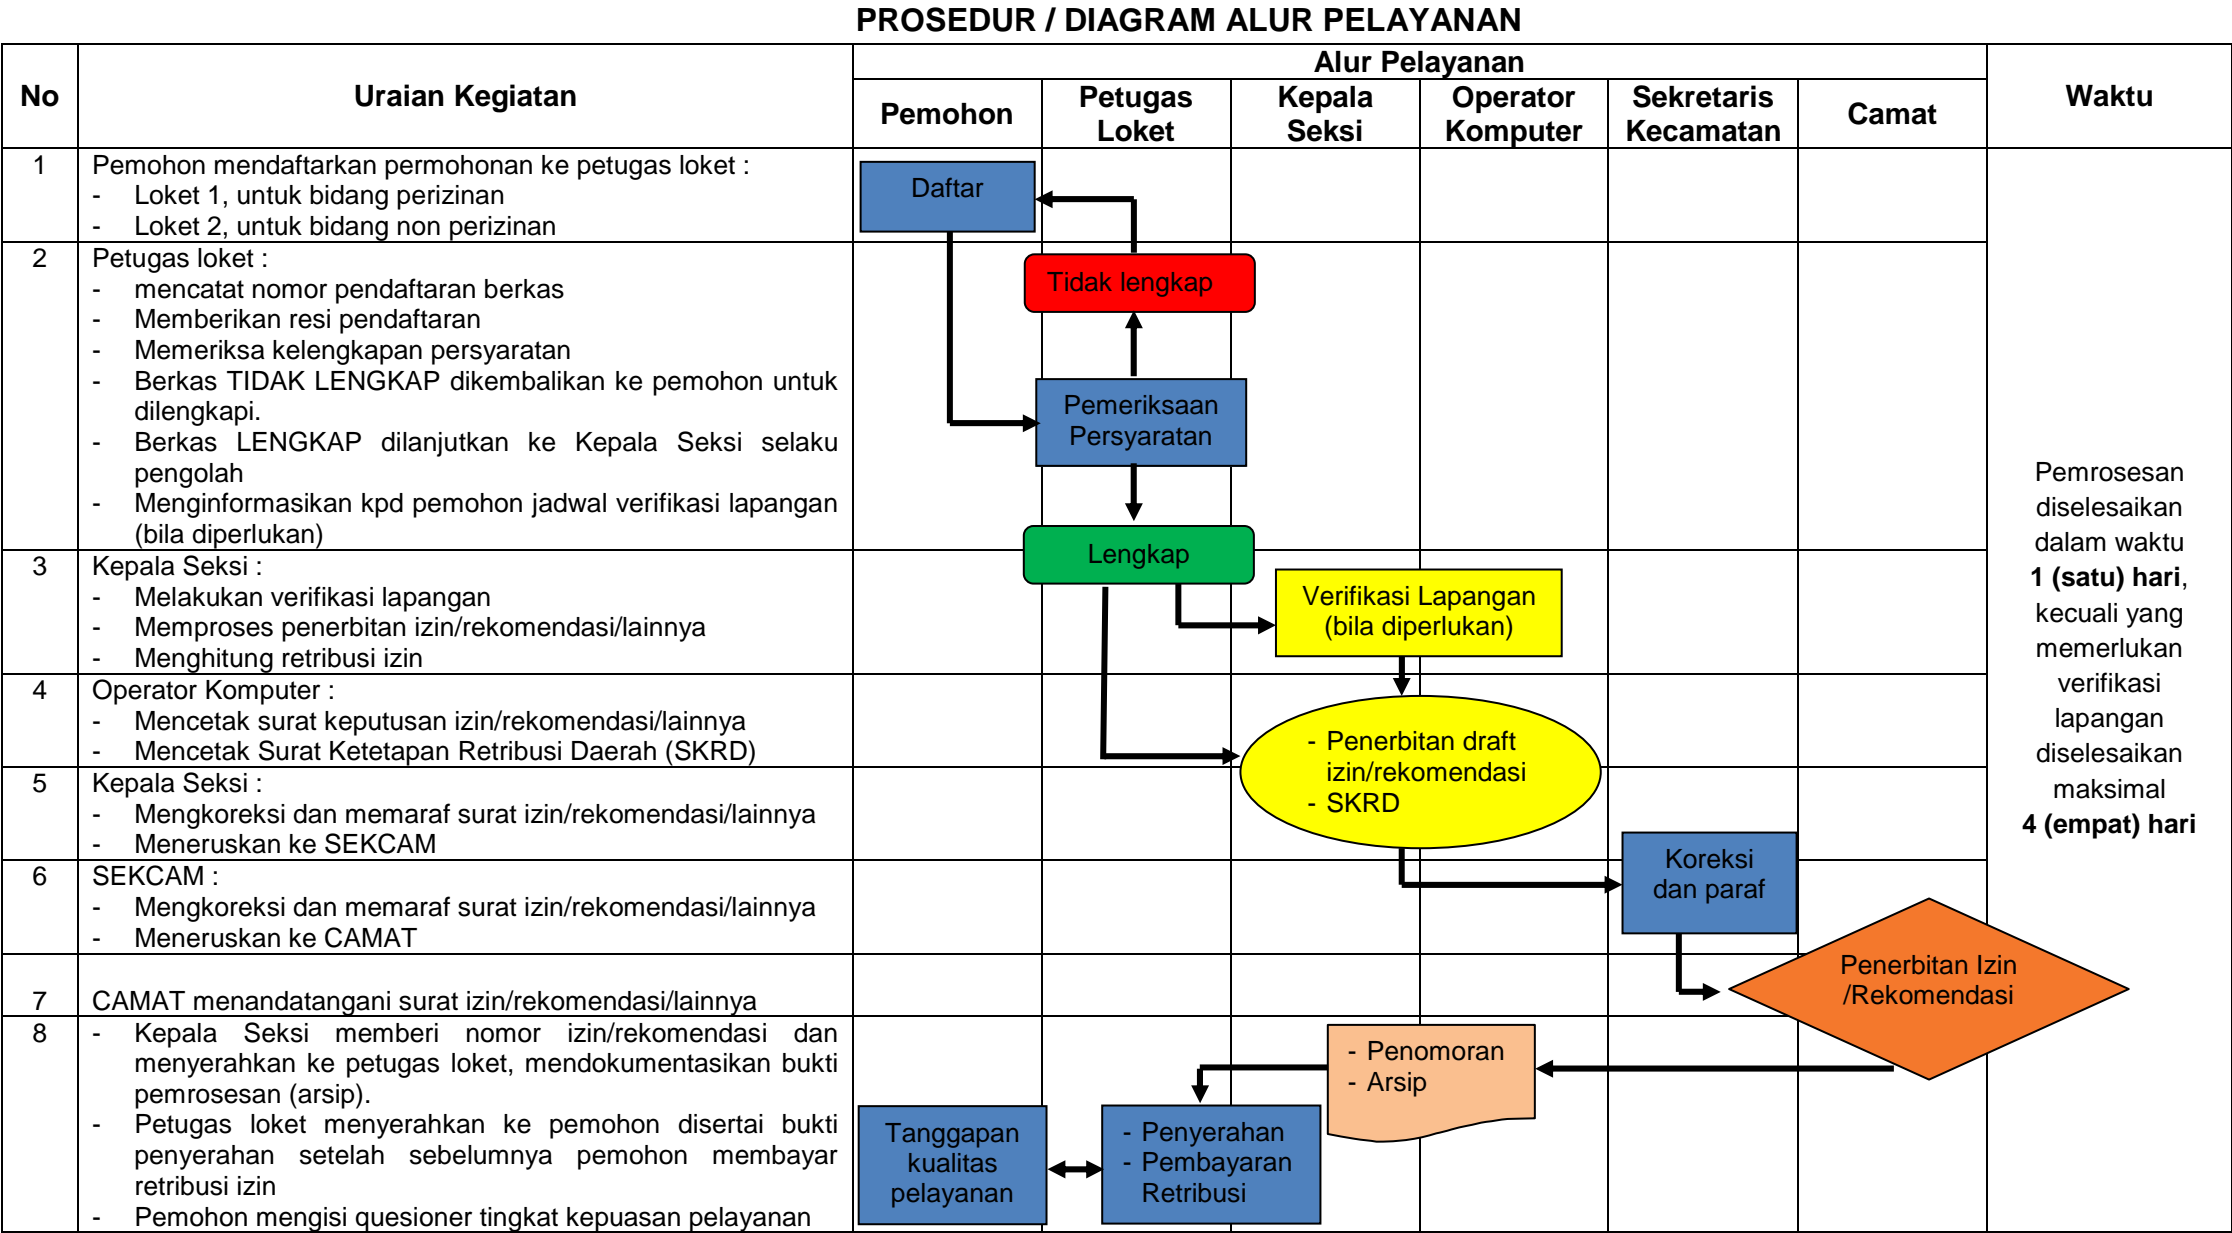 PROSEDUR / DIAGRAM ALUR PELAYANAN
No
Uraian Kegiatan
Alur Pelayanan
Waktu
Pemohon
Petugas
Loket
Kepala
Seksi
Operator
Komputer
Sekretaris
Kecamatan
Camat
1
Pemohon mendaftarkan permohonan ke petugas loket :
- Loket 1, untuk bidang perizinan
- Loket 2, untuk bidang non perizinan
Daftar
2
Petugas loket :
- mencatat nomor pendaftaran berkas
- Memberikan resi pendaftaran
- Memeriksa kelengkapan persyaratan
- Berkas TIDAK LENGKAP dikembalikan ke pemohon untuk
dilengkapi.
- Berkas LENGKAP dilanjutkan ke Kepala Seksi selaku
pengolah
- Menginformasikan kpd pemohon jadwal verifikasi lapangan
(bila diperlukan)
Tidak lengkap
Pemeriksaan
Persyaratan
Lengkap
3
Kepala Seksi :
- Melakukan verifikasi lapangan
- Memproses penerbitan izin/rekomendasi/lainnya
- Menghitung retribusi izin
Verifikasi Lapangan
(bila diperlukan)
4
Operator Komputer :
- Mencetak surat keputusan izin/rekomendasi/lainnya
- Mencetak Surat Ketetapan Retribusi Daerah (SKRD)
- Penerbitan draft
izin/rekomendasi
- SKRD
5
Kepala Seksi :
- Mengkoreksi dan memaraf surat izin/rekomendasi/lainnya
- Meneruskan ke SEKCAM
Koreksi
dan paraf
6
SEKCAM :
- Mengkoreksi dan memaraf surat izin/rekomendasi/lainnya
- Meneruskan ke CAMAT
7
CAMAT menandatangani surat izin/rekomendasi/lainnya
Penerbitan Izin
/Rekomendasi
8
- Kepala Seksi memberi nomor izin/rekomendasi dan
menyerahkan ke petugas loket, mendokumentasikan bukti
pemrosesan (arsip).
- Petugas loket menyerahkan ke pemohon disertai bukti
penyerahan setelah sebelumnya pemohon membayar
retribusi izin
- Pemohon mengisi quesioner tingkat kepuasan pelayanan
- Penomoran
- Arsip
Tanggapan
kualitas
pelayanan
- Penyerahan
- Pembayaran
Retribusi
Pemrosesan
diselesaikan
dalam waktu
1 (satu) hari,
kecuali yang
memerlukan
verifikasi
lapangan
diselesaikan
maksimal
4 (empat) hari